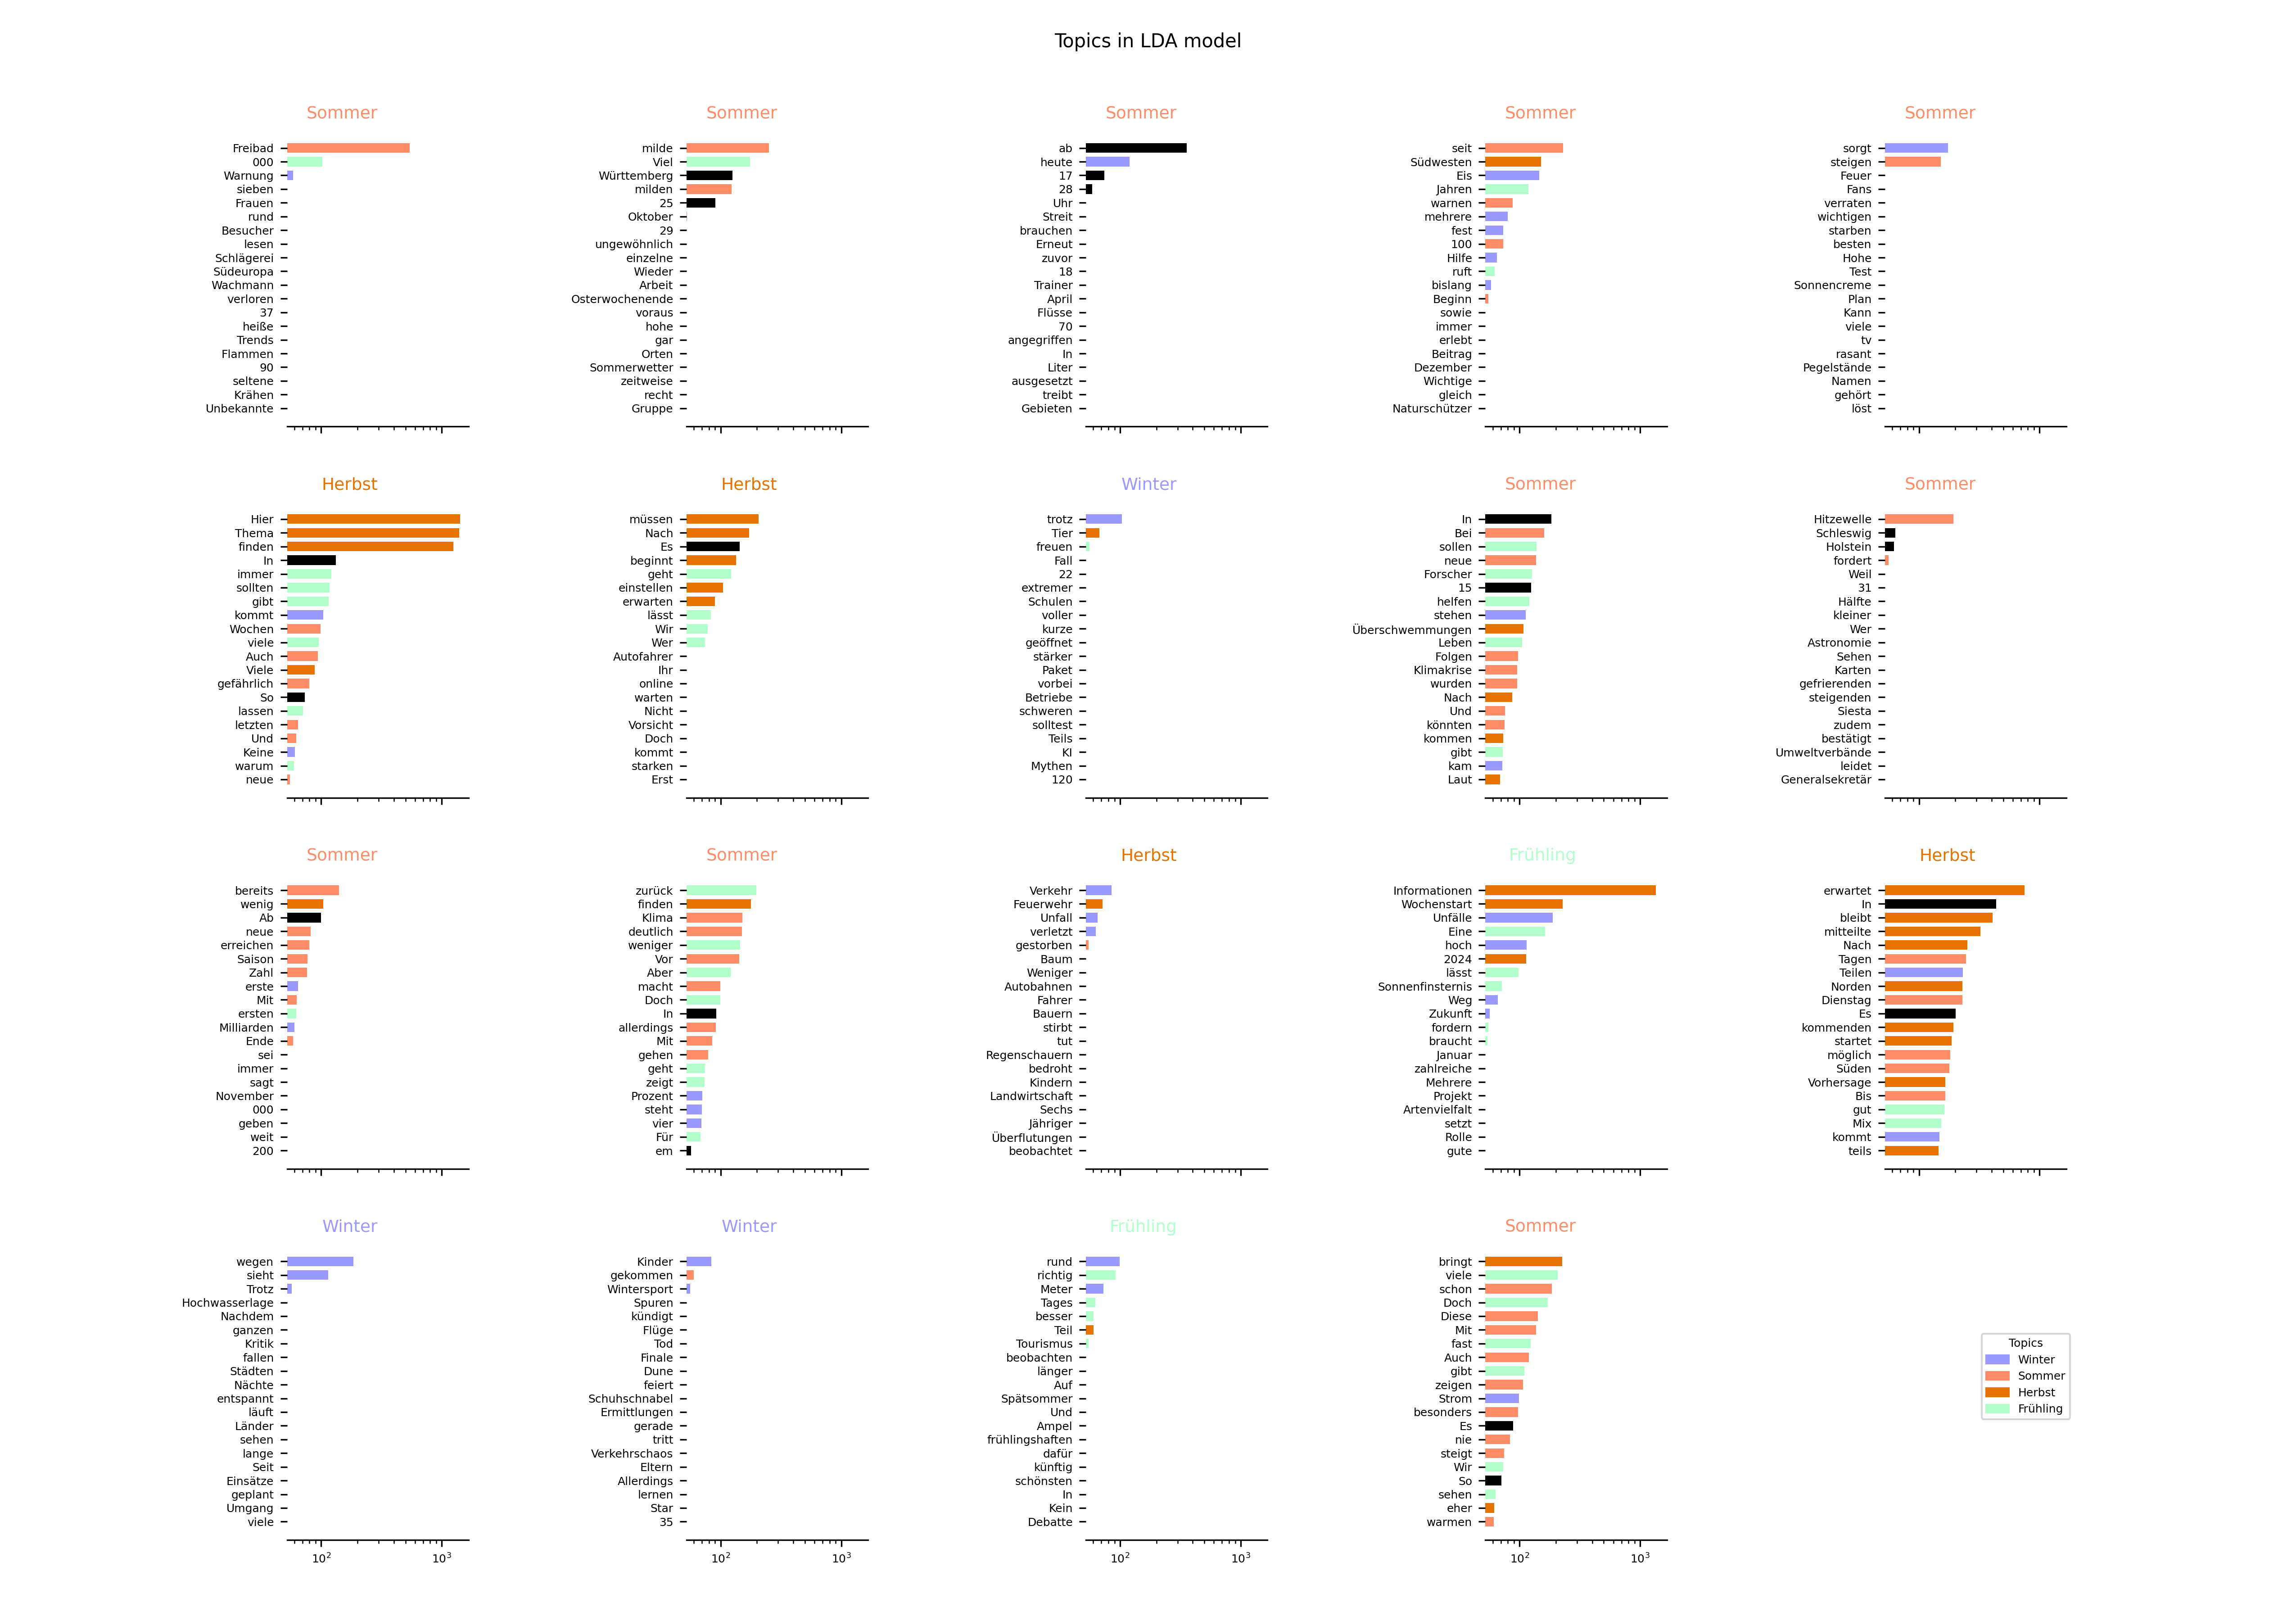 Topics in LDA model
Sommer
Freibad
000
Warnung
sieben
Frauen
rund
Besucher
lesen
Schlägerei
Südeuropa
Wachmann
verloren
37
heiße
Trends
Flammen
90
seltene
Krähen
Unbekannte
Sommer
milde
Viel
Württemberg
milden
25
Oktober
29
ungewöhnlich
einzelne
Wieder
Arbeit
Osterwochenende
voraus
hohe
gar
Orten
Sommerwetter
zeitweise
recht
Gruppe
Sommer
ab
heute
17
28
Uhr
Streit
brauchen
Erneut
zuvor
18
Trainer
April
Flüsse
70
angegriffen
In
Liter
ausgesetzt
treibt
Gebieten
Sommer
seit
Südwesten
Eis
Jahren
warnen
mehrere
fest
100
Hilfe
ruft
bislang
Beginn
sowie
immer
erlebt
Beitrag
Dezember
Wichtige
gleich
Naturschützer
Sommer
sorgt
steigen
Feuer
Fans
verraten
wichtigen
starben
besten
Hohe
Test
Sonnencreme
Plan
Kann
viele
tv
rasant
Pegelstände
Namen
gehört
löst
Herbst
Hier
Thema
finden
In
immer
sollten
gibt
kommt
Wochen
viele
Auch
Viele
gefährlich
So
lassen
letzten
Und
Keine
warum
neue
Herbst
müssen
Nach
Es
beginnt
geht
einstellen
erwarten
lässt
Wir
Wer
Autofahrer
Ihr
online
warten
Nicht
Vorsicht
Doch
kommt
starken
Erst
Winter
trotz
Tier
freuen
Fall
22
extremer
Schulen
voller
kurze
geöffnet
stärker
Paket
vorbei
Betriebe
schweren
solltest
Teils
KI
Mythen
120
Sommer
In
Bei
sollen
neue
Forscher
15
helfen
stehen
Überschwemmungen
Leben
Folgen
Klimakrise
wurden
Nach
Und
könnten
kommen
gibt
kam
Laut
Sommer
Hitzewelle
Schleswig
Holstein
fordert
Weil
31
Hälfte
kleiner
Wer
Astronomie
Sehen
Karten
gefrierenden
steigenden
Siesta
zudem
bestätigt
Umweltverbände
leidet
Generalsekretär
Sommer
bereits
wenig
Ab
neue
erreichen
Saison
Zahl
erste
Mit
ersten
Milliarden
Ende
sei
immer
sagt
November
000
geben
weit
200
Sommer
zurück
finden
Klima
deutlich
weniger
Vor
Aber
macht
Doch
In
allerdings
Mit
gehen
geht
zeigt
Prozent
steht
vier
Für
em
Herbst
Verkehr
Feuerwehr
Unfall
verletzt
gestorben
Baum
Weniger
Autobahnen
Fahrer
Bauern
stirbt
tut
Regenschauern
bedroht
Kindern
Landwirtschaft
Sechs
Jähriger
Überflutungen
beobachtet
Frühling
Informationen
Wochenstart
Unfälle
Eine
hoch
2024
lässt
Sonnenfinsternis
Weg
Zukunft
fordern
braucht
Januar
zahlreiche
Mehrere
Projekt
Artenvielfalt
setzt
Rolle
gute
Herbst
erwartet
In
bleibt
mitteilte
Nach
Tagen
Teilen
Norden
Dienstag
Es
kommenden
startet
möglich
Süden
Vorhersage
Bis
gut
Mix
kommt
teils
Winter
wegen
sieht
Trotz
Hochwasserlage
Nachdem
ganzen
Kritik
fallen
Städten
Nächte
entspannt
läuft
Länder
sehen
lange
Seit
Einsätze
geplant
Umgang
viele
10² 10³
Winter
Kinder
gekommen
Wintersport
Spuren
kündigt
Flüge
Tod
Finale
Dune
feiert
Schuhschnabel
Ermittlungen
gerade
tritt
Verkehrschaos
Eltern
Allerdings
lernen
Star
35
10² 10³
Frühling
rund
richtig
Meter
Tages
besser
Teil
Tourismus
beobachten
länger
Auf
Spätsommer
Und
Ampel
frühlingshaften
dafür
künftig
schönsten
In
Kein
Debatte
10² 10³
Sommer
bringt
viele
schon
Doch
Diese
Mit
fast
Auch
gibt
zeigen
Strom
besonders
Es
nie
steigt
Wir
So
sehen
eher
warmen
10² 10³
Topics
Winter
Sommer
Herbst
Frühling